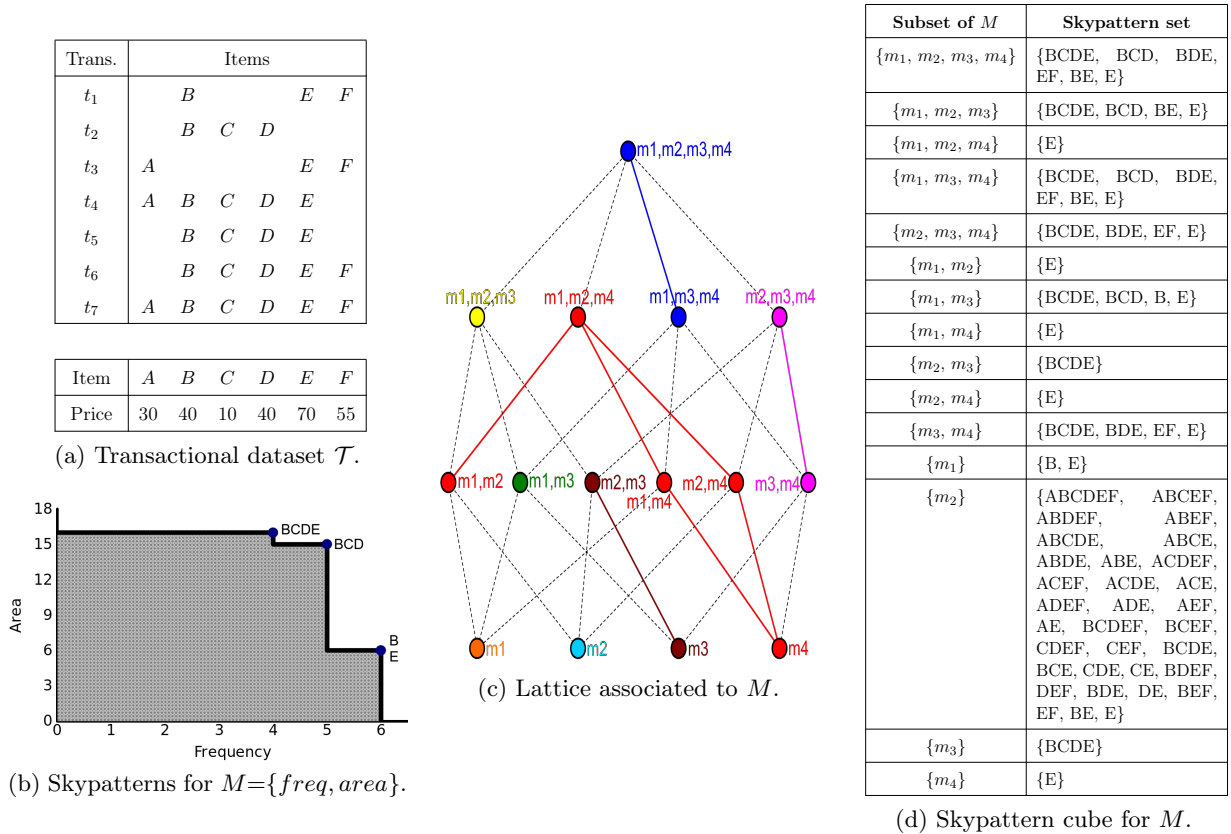 Trans. Items
t1 B E F
t2 B C D
t3 A E F
t4 A B C D E
t5 B C D E
t6 B C D E F
t7 A B C D E F
Item A B C D E F
Price 30 40 10 40 70 55
(a) Transactional dataset 𝒯.
18
15
12
9
6
3
0
Area
BCDE
BCD
B
E
0 1 2 3 4 5 6
Frequency
(b) Skypatterns for M={freq, area}.
m1,m2,m3,m4
m1,m2,m3 m1,m2,m4 m1,m3,m4 m2,m3,m4
m1,m2 m1,m3 m2,m3 m1,m4 m2,m4 m3,m4
m1 m2 m3 m4
(c) Lattice associated to M.
Subset of M Skypattern set
{m1, m2, m3, m4} {BCDE, BCD, BDE,
EF, BE, E}
{m1, m2, m3} {BCDE, BCD, BE, E}
{m1, m2, m4} {E}
{m1, m3, m4} {BCDE, BCD, BDE,
EF, BE, E}
{m2, m3, m4} {BCDE, BDE, EF, E}
{m1, m2} {E}
{m1, m3} {BCDE, BCD, B, E}
{m1, m4} {E}
{m2, m3} {BCDE}
{m2, m4} {E}
{m3, m4} {BCDE, BDE, EF, E}
{m1} {B, E}
{m2} {ABCDEF, ABCEF,
ABDEF, ABEF,
ABCDE, ABCE,
ABDE, ABE, ACDEF,
ACEF, ACDE, ACE,
ADEF, ADE, AEF,
AE, BCDEF, BCEF,
CDEF, CEF, BCDE,
BCE, CDE, CE, BDEF,
DEF, BDE, DE, BEF,
EF, BE, E}
{m3} {BCDE}
{m4} {E}
(d) Skypattern cube for M.